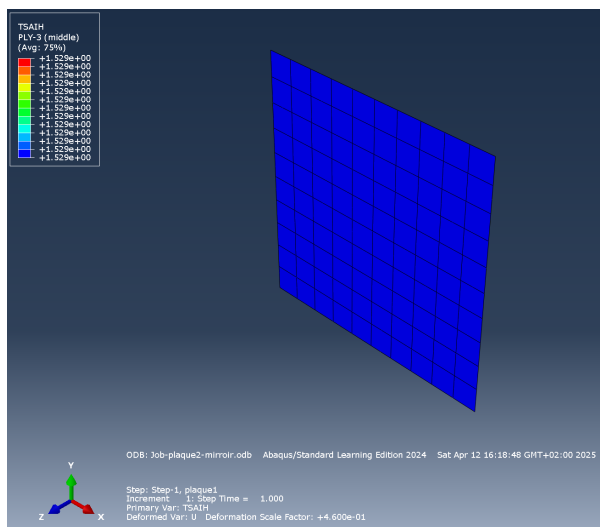 TSAIH
PLY-3 (middle)
(Avg: 75%)
+1.529e+00
+1.529e+00
+1.529e+00
+1.529e+00
+1.529e+00
+1.529e+00
+1.529e+00
+1.529e+00
+1.529e+00
+1.529e+00
+1.529e+00
+1.529e+00
+1.529e+00
ODB: Job-plaque2-mirroir.odb Abaqus/Standard Learning Edition 2024 Sat Apr 12 16:18:48 GMT+02:00 2025
Y
Z X
Step: Step-1, plaque1
Increment 1: Step Time = 1.000
Primary Var: TSAIH
Deformed Var: U Deformation Scale Factor: +4.600e-01